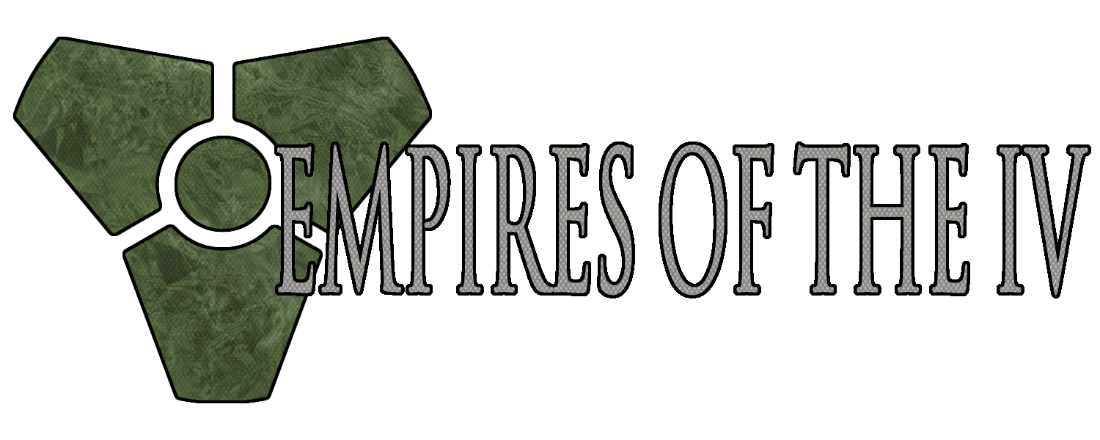 EMPIRES OF THE IV